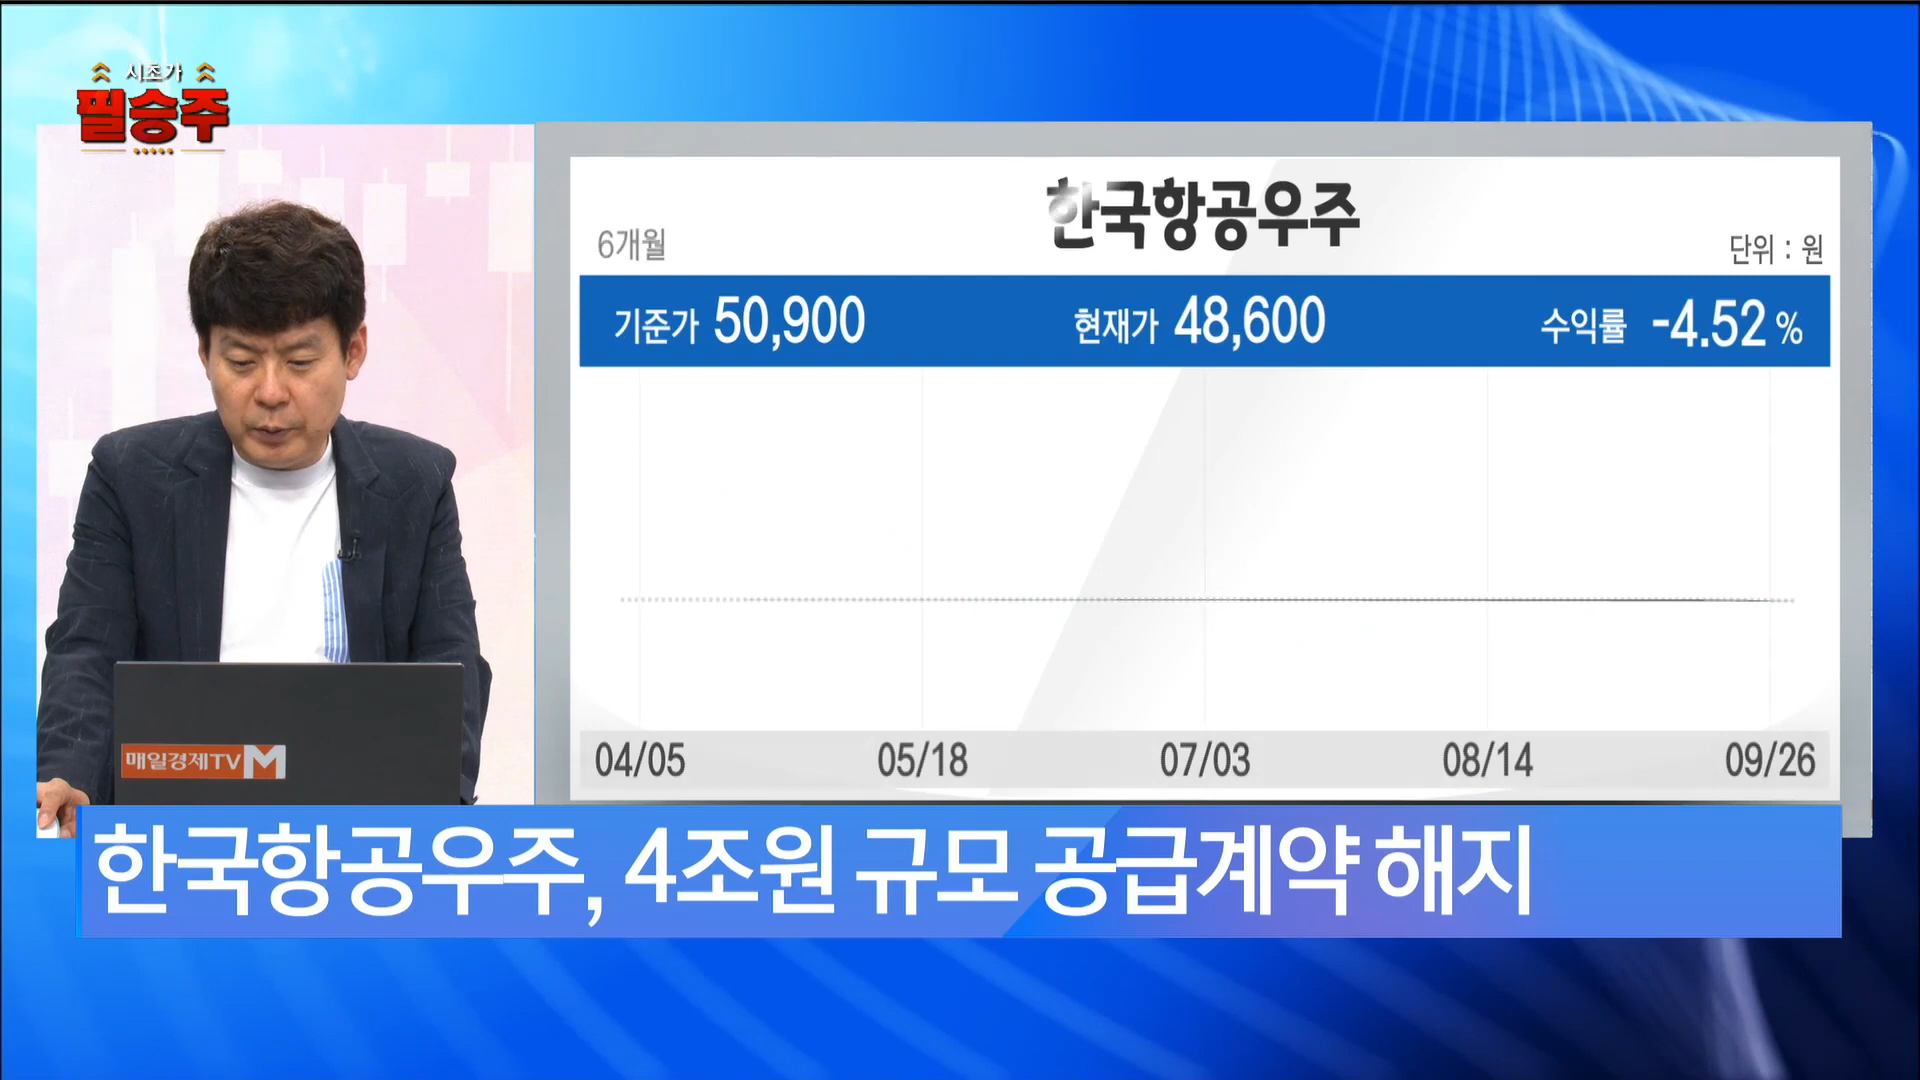 시초가
필승주
한국항공우주
6개월
단위 : 원
기준가 50,900 현재가 48,600 수익률 -4.52 %
04/05 05/18 07/03 08/14 09/26
매일경제TV M
한국항공우주, 4조원 규모 공급계약 해지